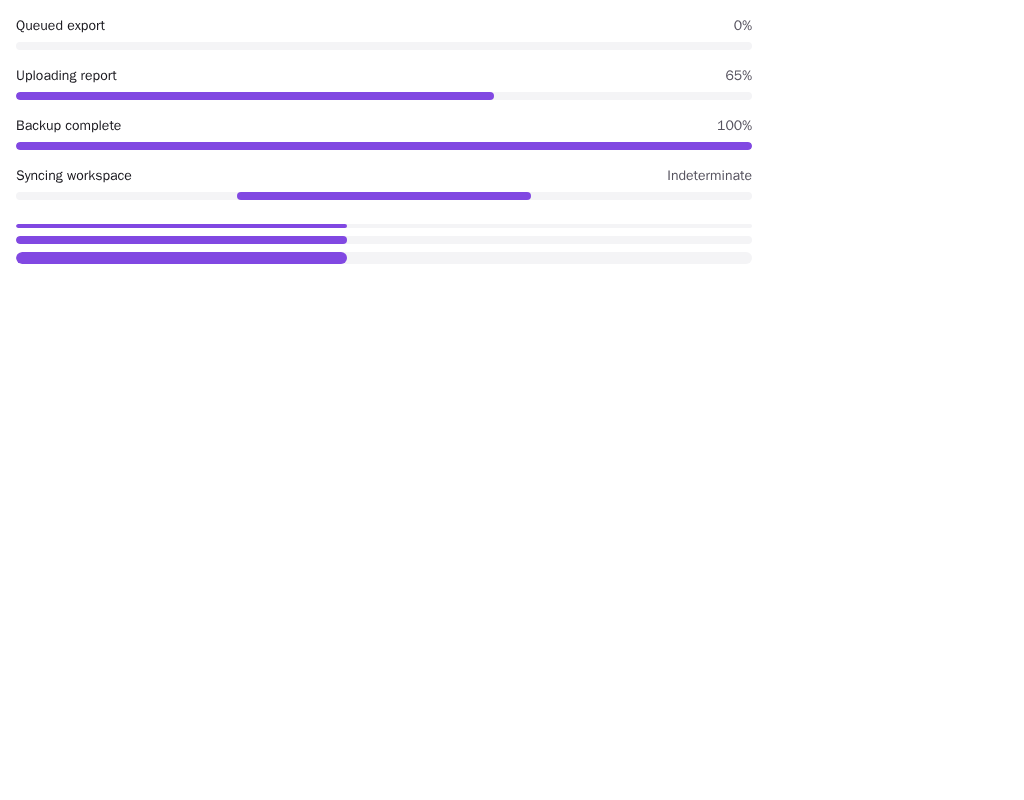 Queued export 0%
Uploading report 65%
Backup complete 100%
Syncing workspace Indeterminate